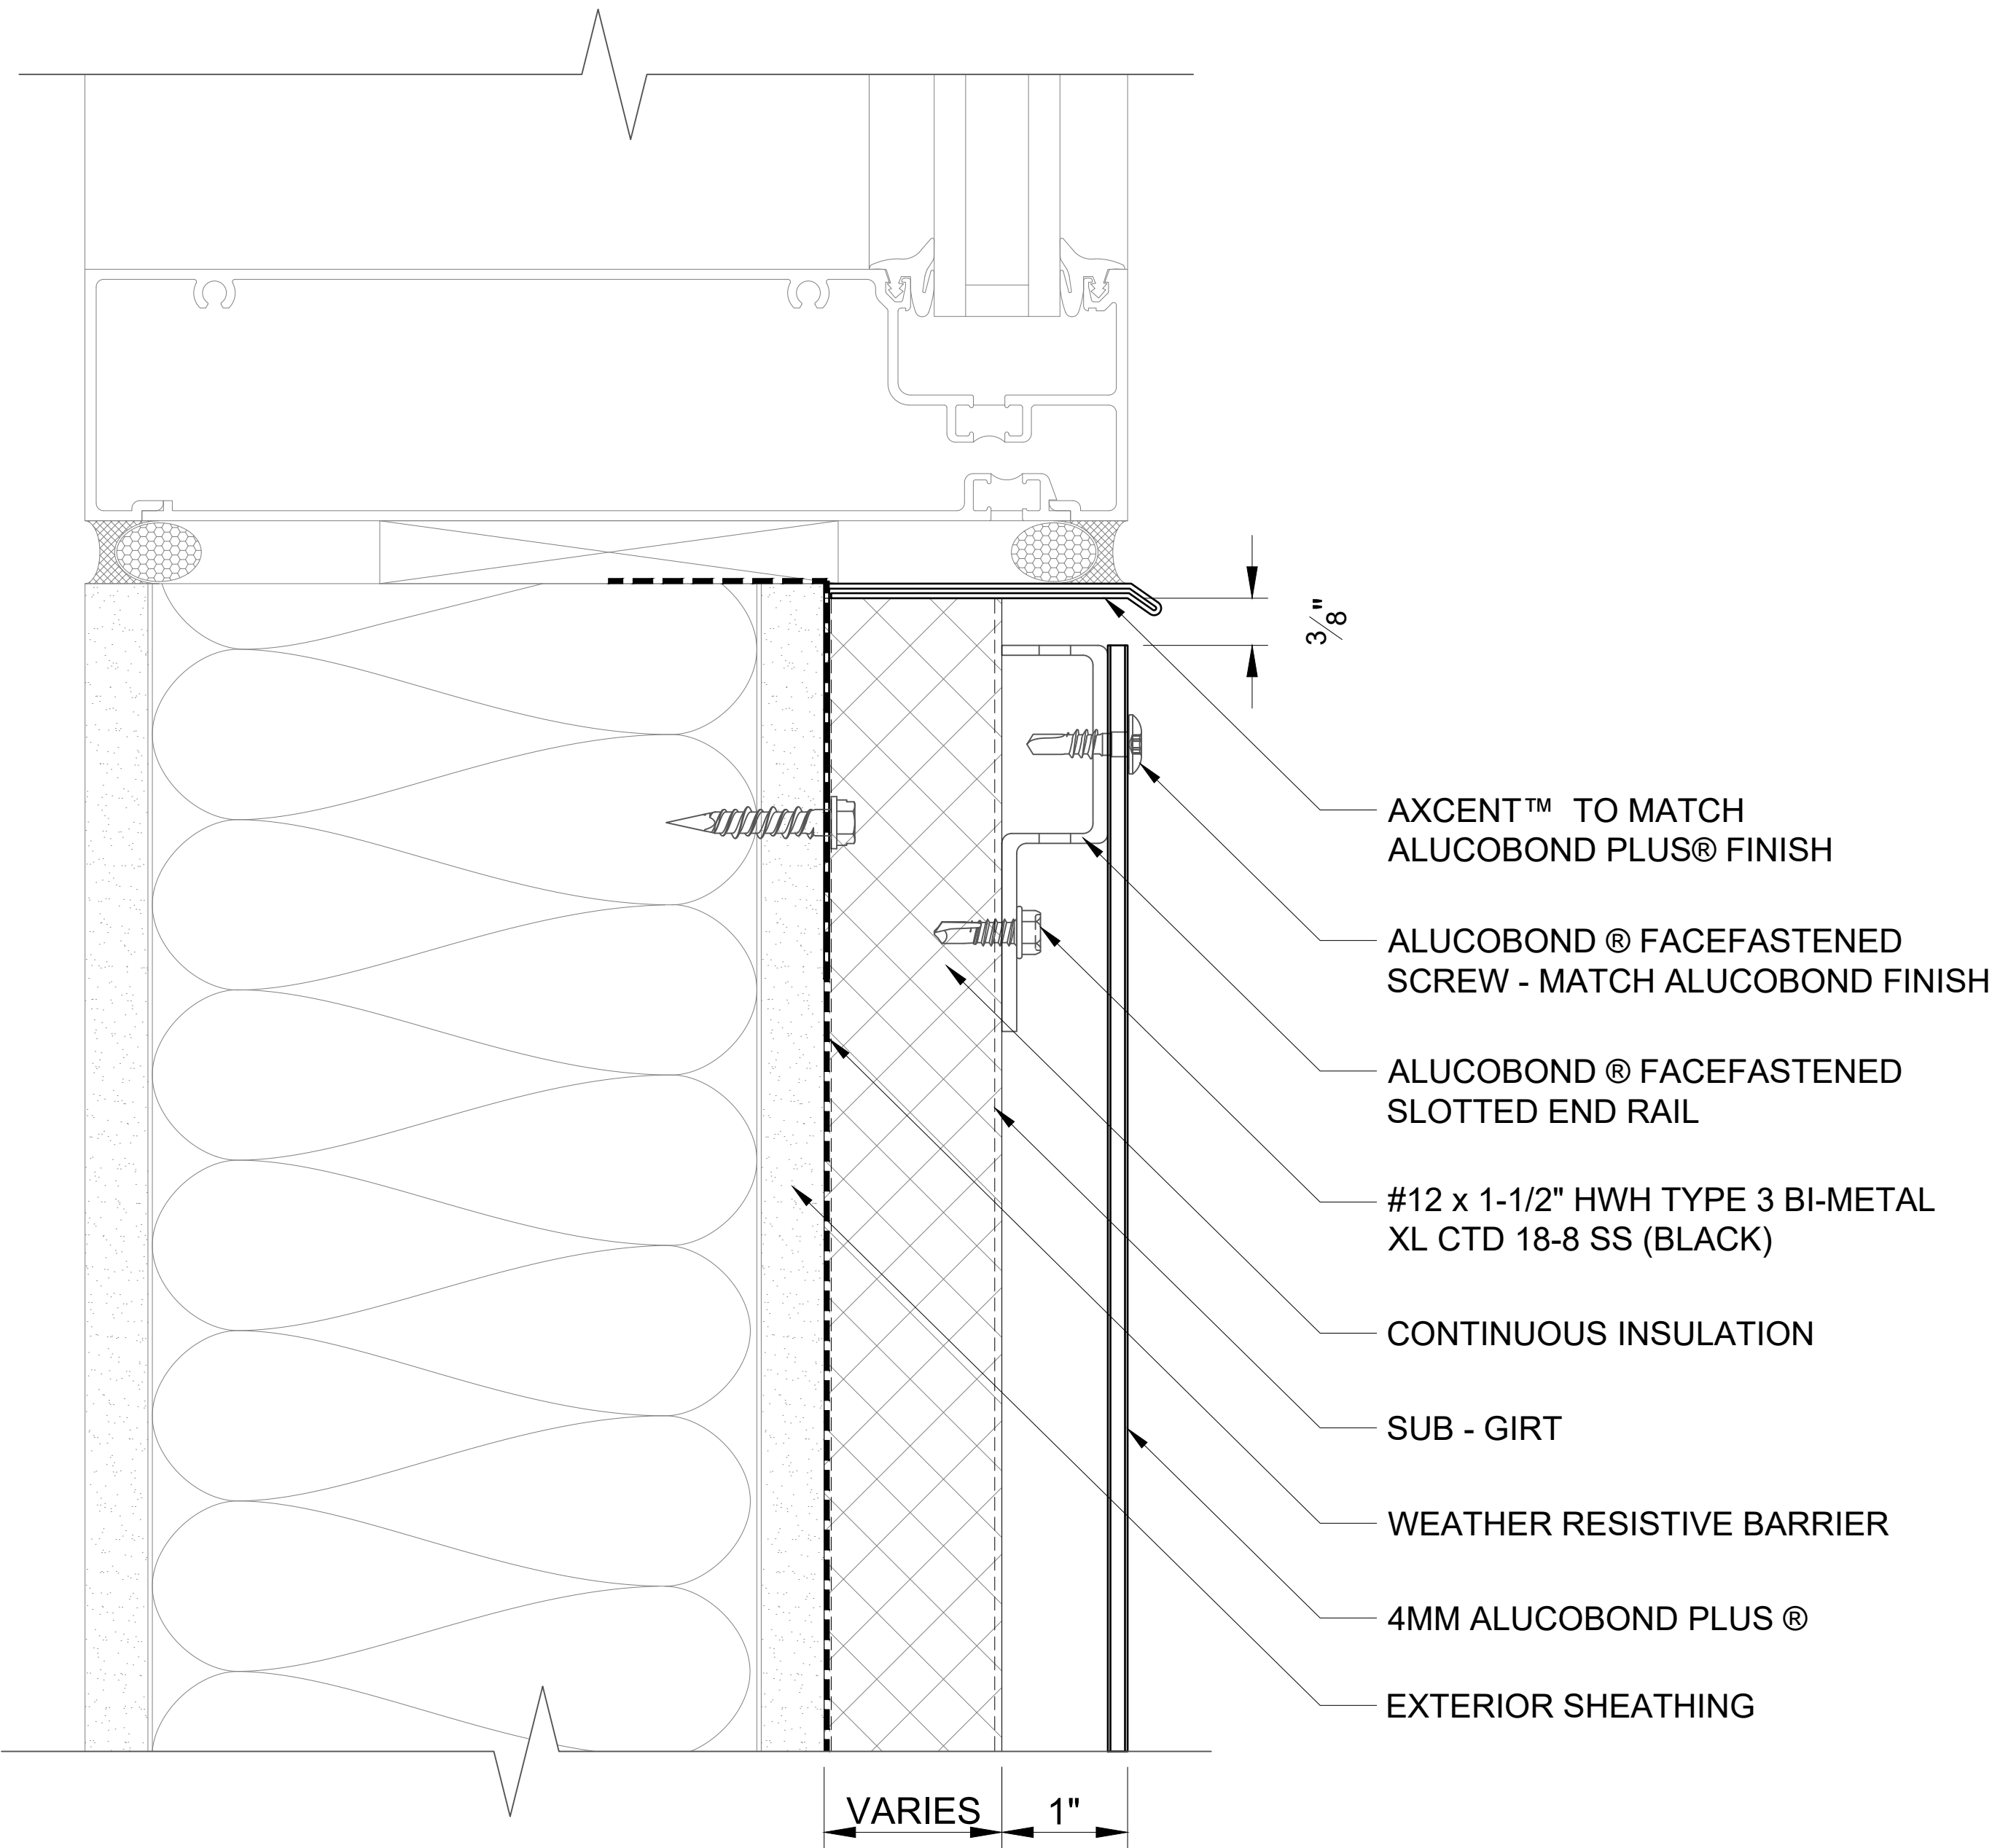 3/8"
AXCENT™ TO MATCH
ALUCOBOND PLUS® FINISH
ALUCOBOND ® FACEFASTENED
SCREW - MATCH ALUCOBOND FINISH
ALUCOBOND ® FACEFASTENED
SLOTTED END RAIL
#12 x 1-1/2" HWH TYPE 3 BI-METAL
XL CTD 18-8 SS (BLACK)
CONTINUOUS INSULATION
SUB - GIRT
WEATHER RESISTIVE BARRIER
4MM ALUCOBOND PLUS ®
EXTERIOR SHEATHING
VARIES 1"